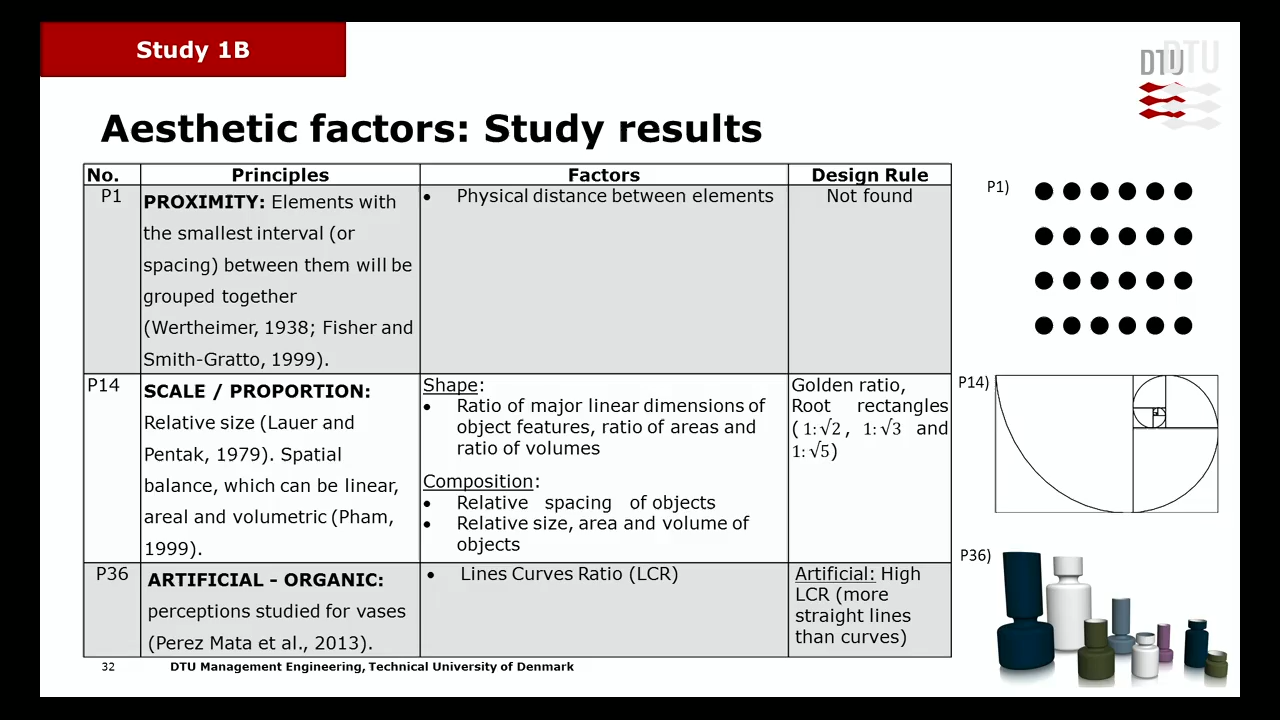 Study 1B
DTU
DTU
Aesthetic factors: Study results
No.
Principles
Factors
Design Rule
P1
PROXIMITY: Elements with
the smallest interval (or
spacing) between them will be
grouped together
(Wertheimer, 1938; Fisher and
Smith-Gratto, 1999).
• Physical distance between elements
Not found
P14
SCALE / PROPORTION:
Relative size (Lauer and
Pentak, 1979). Spatial
balance, which can be linear,
areal and volumetric (Pham,
1999).
Shape:
• Ratio of major linear dimensions of
object features, ratio of areas and
ratio of volumes
Composition:
• Relative spacing of objects
• Relative size, area and volume of
objects
Golden ratio,
Root rectangles
( 1:√2 , 1:√3 and
1:√5)
P36
ARTIFICIAL - ORGANIC:
perceptions studied for vases
(Perez Mata et al., 2013).
• Lines Curves Ratio (LCR)
Artificial: High
LCR (more
straight lines
than curves)
P1)
P14)
P36)
32
DTU Management Engineering, Technical University of Denmark